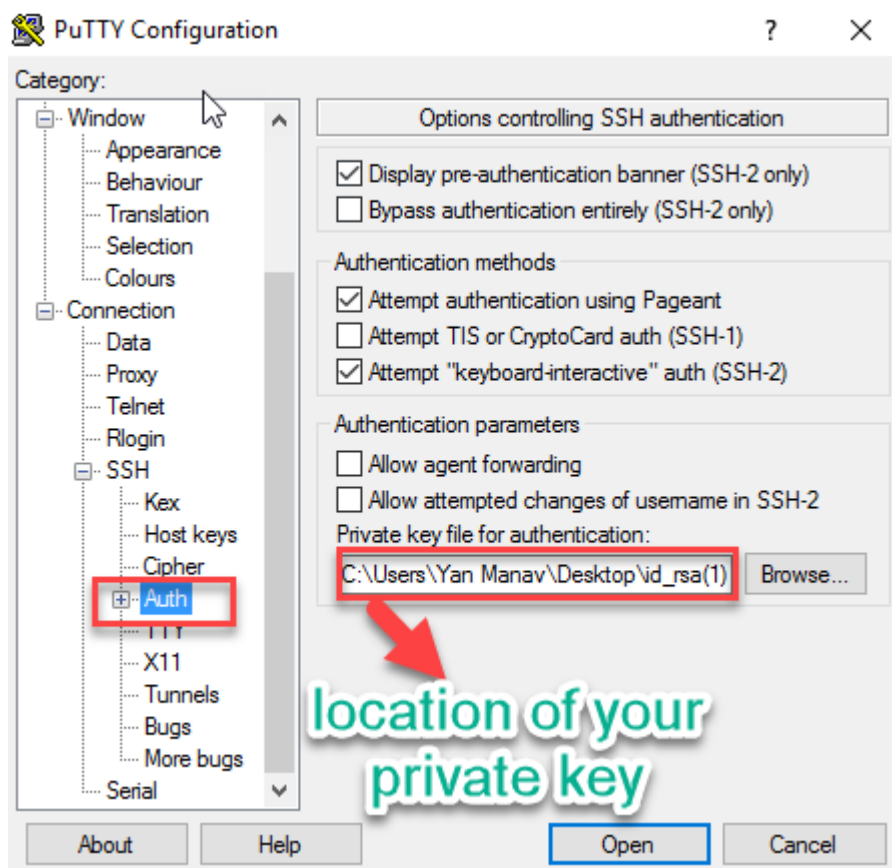 PuTTY Configuration
Category:
Window
Appearance
Behaviour
Translation
Selection
Colours
Connection
Data
Proxy
Telnet
Rlogin
SSH
Kex
Host keys
Cipher
Auth
TTY
X11
Tunnels
Bugs
More bugs
Serial
Options controlling SSH authentication
Display pre-authentication banner (SSH-2 only)
Bypass authentication entirely (SSH-2 only)
Authentication methods
Attempt authentication using Pageant
Attempt TIS or CryptoCard auth (SSH-1)
Attempt "keyboard-interactive" auth (SSH-2)
Authentication parameters
Allow agent forwarding
Allow attempted changes of username in SSH-2
Private key file for authentication:
C:\Users\Yan Manav\Desktop\id_rsa(1)
Browse...
location of your
private key
About
Help
Open
Cancel